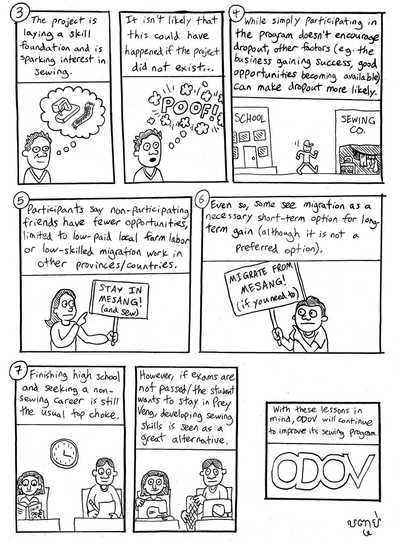 3
The project is
laying a skill
foundation and is
sparking interest in
sewing.
It isn't likely that
this could have
happened if the project
did not exist...
POOF!
4
While simply participating in
the program doesn't encourage
dropout, other factors (eg. the
business gaining success, good
opportunities becoming available)
can make dropout more likely.
SCHOOL
SEWING
CO.
5
Participants say non-participating
friends have fewer opportunities,
limited to low-paid local farm labor
or low-skilled migration work in
other provinces/countries.
STAY IN
MESANG!
(and sew)
6
Even so, some see migration as a
necessary short-term option for long-
term gain (although it is not a
preferred option).
MIGRATE FROM
MESANG!
(if you need to)
7
Finishing high school
and seeking a non-
sewing career is still
the usual top choice.
However, if exams are
not passed/the student
wants to stay in Prey
Veng, developing sewing
skills is seen as a
great alternative.
With these lessons in
mind, ODOV will continue
to improve its sewing program.
ODOV